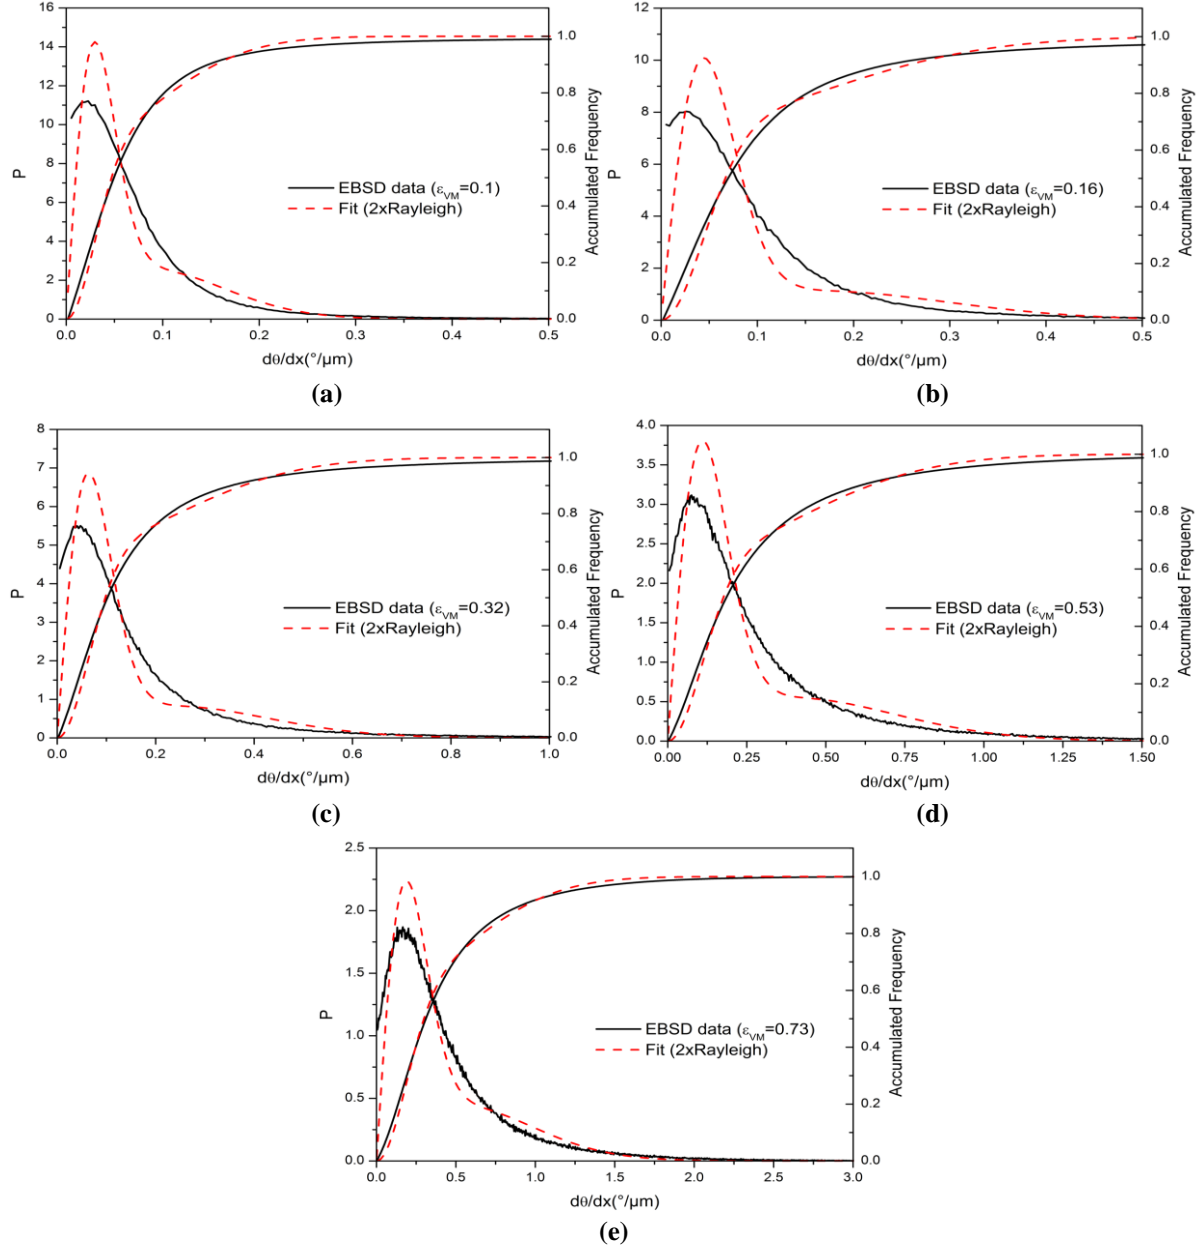 16
14
12
10
8
6
4
2
0
P
1.0
0.8
0.6
0.4
0.2
0.0
Accumulated Frequency
EBSD data (εVM=0.1)
Fit (2xRayleigh)
0.0 0.1 0.2 0.3 0.4 0.5
dθ/dx(°/µm)
(a)
12
10
8
6
4
2
0
P
1.0
0.8
0.6
0.4
0.2
0.0
Accumulated Frequency
EBSD data (εVM=0.16)
Fit (2xRayleigh)
0.0 0.1 0.2 0.3 0.4 0.5
dθ/dx(°/µm)
(b)
8
7
6
5
4
3
2
1
0
P
1.0
0.8
0.6
0.4
0.2
0.0
Accumulated Frequency
EBSD data (εVM=0.32)
Fit (2xRayleigh)
0.0 0.2 0.4 0.6 0.8 1.0
dθ/dx(°/µm)
(c)
4.0
3.5
3.0
2.5
2.0
1.5
1.0
0.5
0.0
P
1.0
0.8
0.6
0.4
0.2
0.0
Accumulated Frequency
EBSD data (εVM=0.53)
Fit (2xRayleigh)
0.00 0.25 0.50 0.75 1.00 1.25 1.50
dθ/dx(°/µm)
(d)
2.5
2.0
1.5
1.0
0.5
0.0
P
1.0
0.8
0.6
0.4
0.2
0.0
Accumulated Frequency
EBSD data (εVM=0.73)
Fit (2xRayleigh)
0.0 0.5 1.0 1.5 2.0 2.5 3.0
dθ/dx(°/µm)
(e)